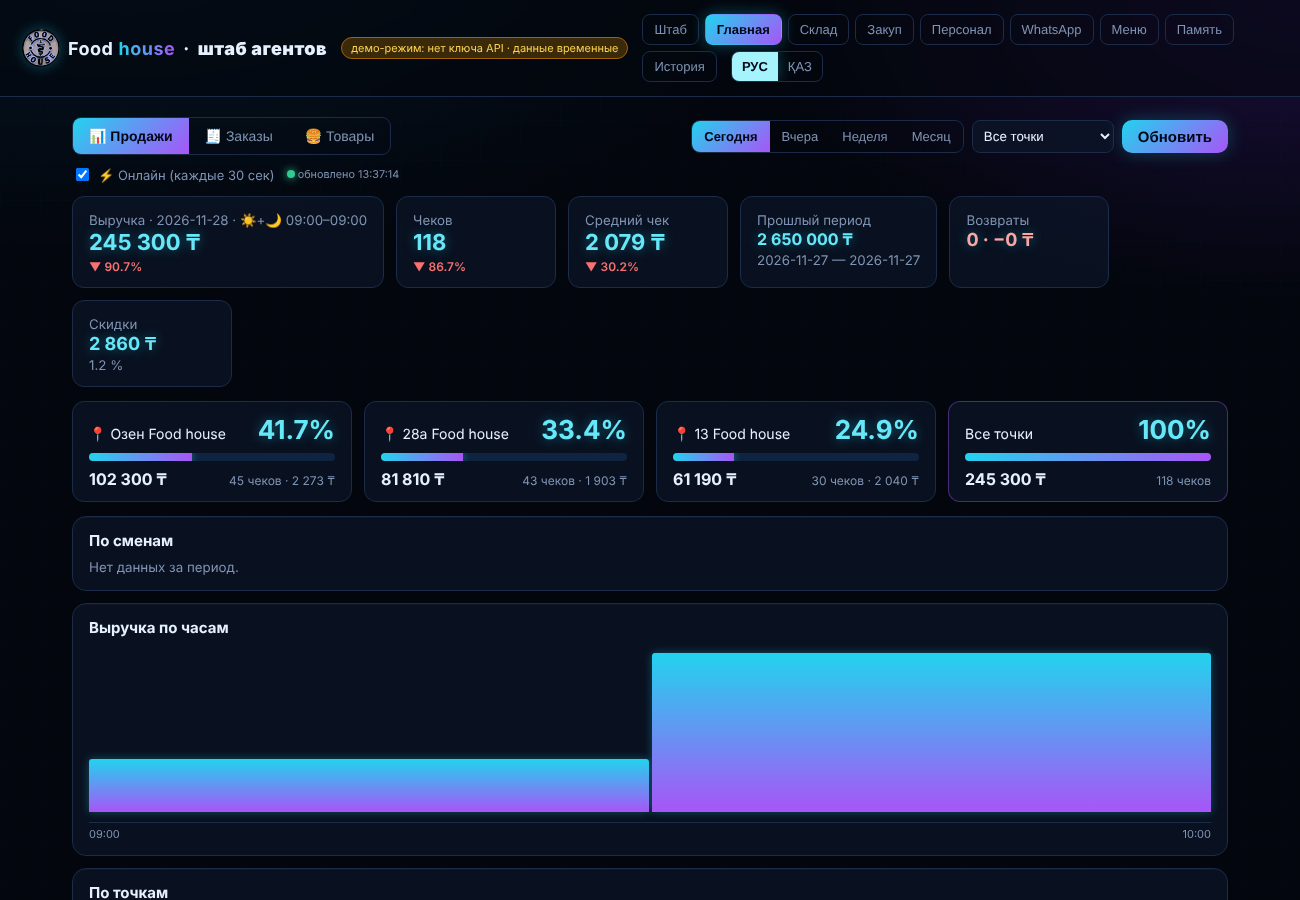 FOOD HOUSE
Food house · штаб агентов
демо-режим: нет ключа API · данные временные
Штаб Главная Склад Закуп Персонал WhatsApp Меню Память
История РУС ҚАЗ
Продажи Заказы Товары
Сегодня Вчера Неделя Месяц
Все точки
Обновить
Онлайн (каждые 30 сек) обновлено 13:37:14
Выручка · 2026-11-28 · ☀️+🌙 09:00–09:00
245 300 ₸
▼ 90.7%
Чеков
118
▼ 86.7%
Средний чек
2 079 ₸
▼ 30.2%
Прошлый период
2 650 000 ₸
2026-11-27 — 2026-11-27
Возвраты
0 · −0 ₸
Скидки
2 860 ₸
1.2 %
Озен Food house 41.7%
102 300 ₸ 45 чеков · 2 273 ₸
28а Food house 33.4%
81 810 ₸ 43 чеков · 1 903 ₸
13 Food house 24.9%
61 190 ₸ 30 чеков · 2 040 ₸
Все точки 100%
245 300 ₸ 118 чеков
По сменам
Нет данных за период.
Выручка по часам
09:00 10:00
По точкам